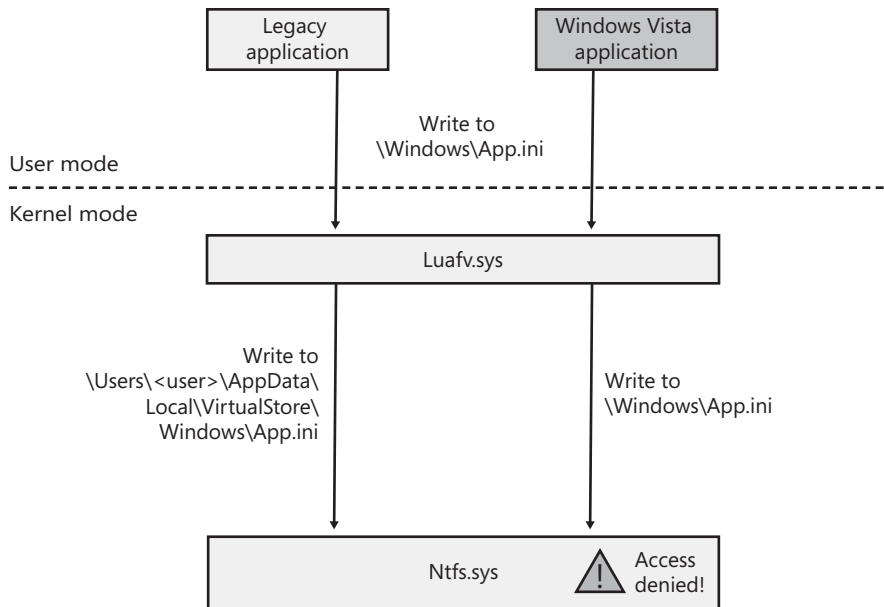 Legacy
application
Windows Vista
application
Write to
\Windows\App.ini
User mode
Kernel mode
Luafv.sys
Write to
\Users\<user>\AppData\
Local\VirtualStore\
Windows\App.ini
Write to
\Windows\App.ini
Ntfs.sys
!
Access
denied!